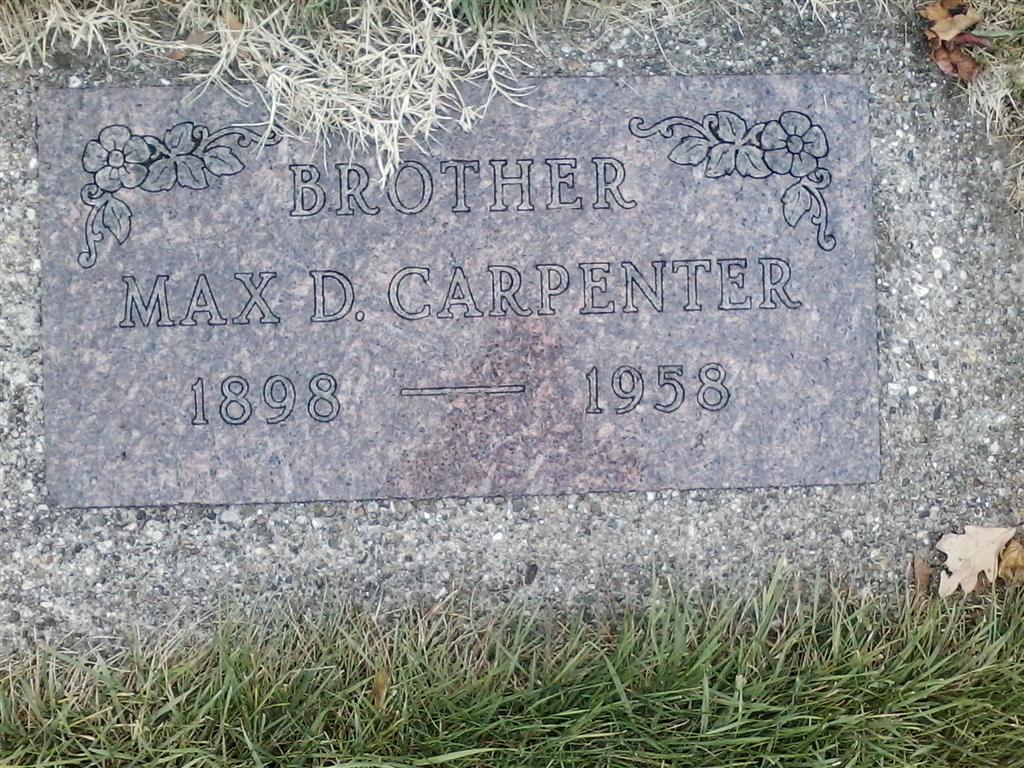 BROTHER
MAX D. CARPENTER
1898 — 1958